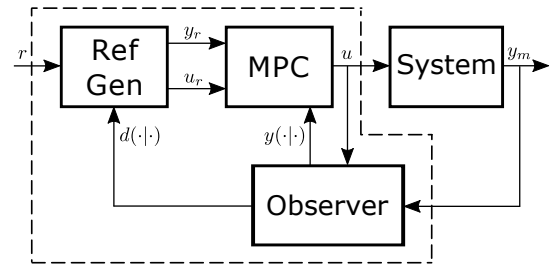 r
Ref
Gen
y_r
u_r
MPC
u
System
y_m
d(·|·)
y(·|·)
Observer